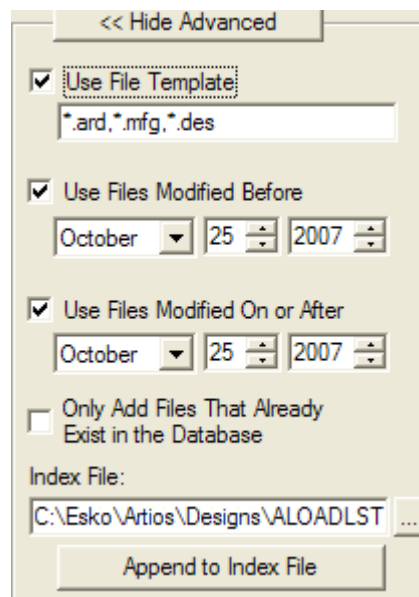 << Hide Advanced
Use File Template
*.ard,*.mfg,*.des
Use Files Modified Before
October 25 2007
Use Files Modified On or After
October 25 2007
Only Add Files That Already
Exist in the Database
Index File:
C:\Esko\Artios\Designs\ALOADLST ...
Append to Index File